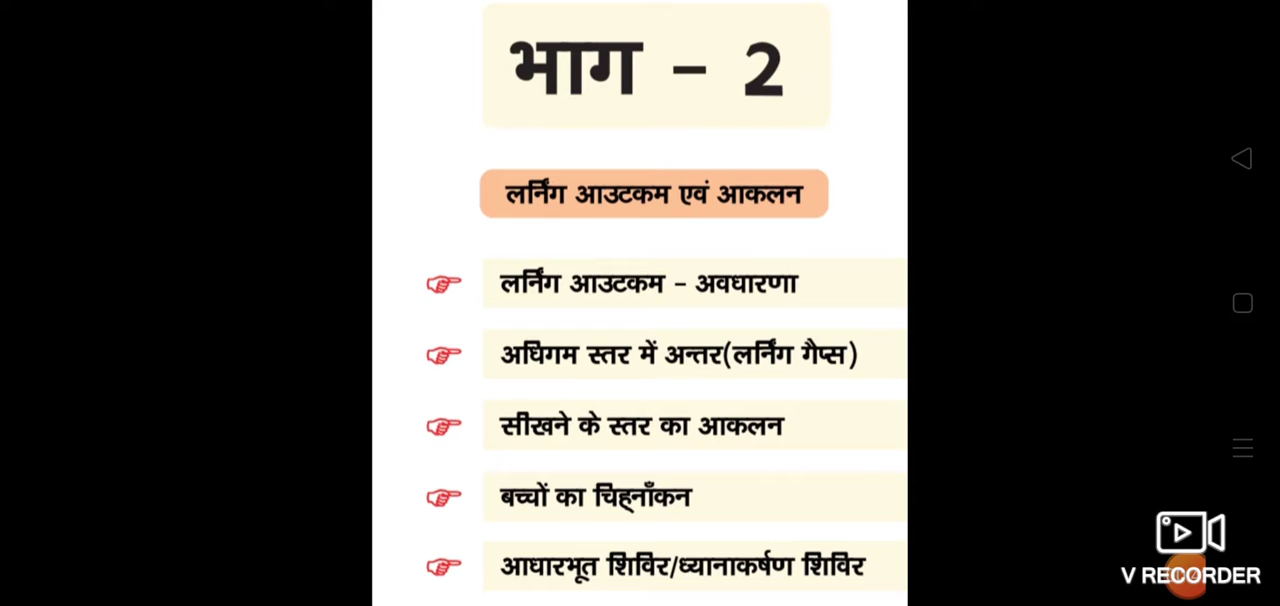 भाग – 2
लर्निंग आउटकम एवं आकलन
लर्निंग आउटकम – अवधारणा
अधिगम स्तर में अन्तर(लर्निंग गैप्स)
सीखने के स्तर का आकलन
बच्चों का चिह्नाँकन
आधारभूत शिविर/ध्यानाकर्षण शिविर
V RECORDER